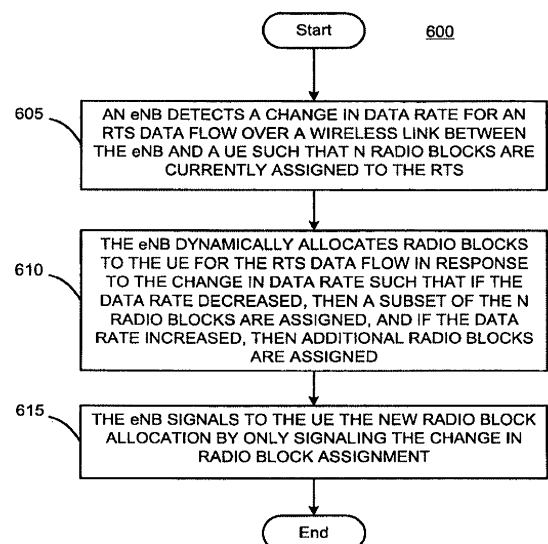 Start
600
605
AN eNB DETECTS A CHANGE IN DATA RATE FOR AN
RTS DATA FLOW OVER A WIRELESS LINK BETWEEN
THE eNB AND A UE SUCH THAT N RADIO BLOCKS ARE
CURRENTLY ASSIGNED TO THE RTS
610
THE eNB DYNAMICALLY ALLOCATES RADIO BLOCKS
TO THE UE FOR THE RTS DATA FLOW IN RESPONSE
TO THE CHANGE IN DATA RATE SUCH THAT IF THE
DATA RATE DECREASED, THEN A SUBSET OF THE N
RADIO BLOCKS ARE ASSIGNED, AND IF THE DATA
RATE INCREASED, THEN ADDITIONAL RADIO BLOCKS
ARE ASSIGNED
615
THE eNB SIGNALS TO THE UE THE NEW RADIO BLOCK
ALLOCATION BY ONLY SIGNALING THE CHANGE IN
RADIO BLOCK ASSIGNMENT
End